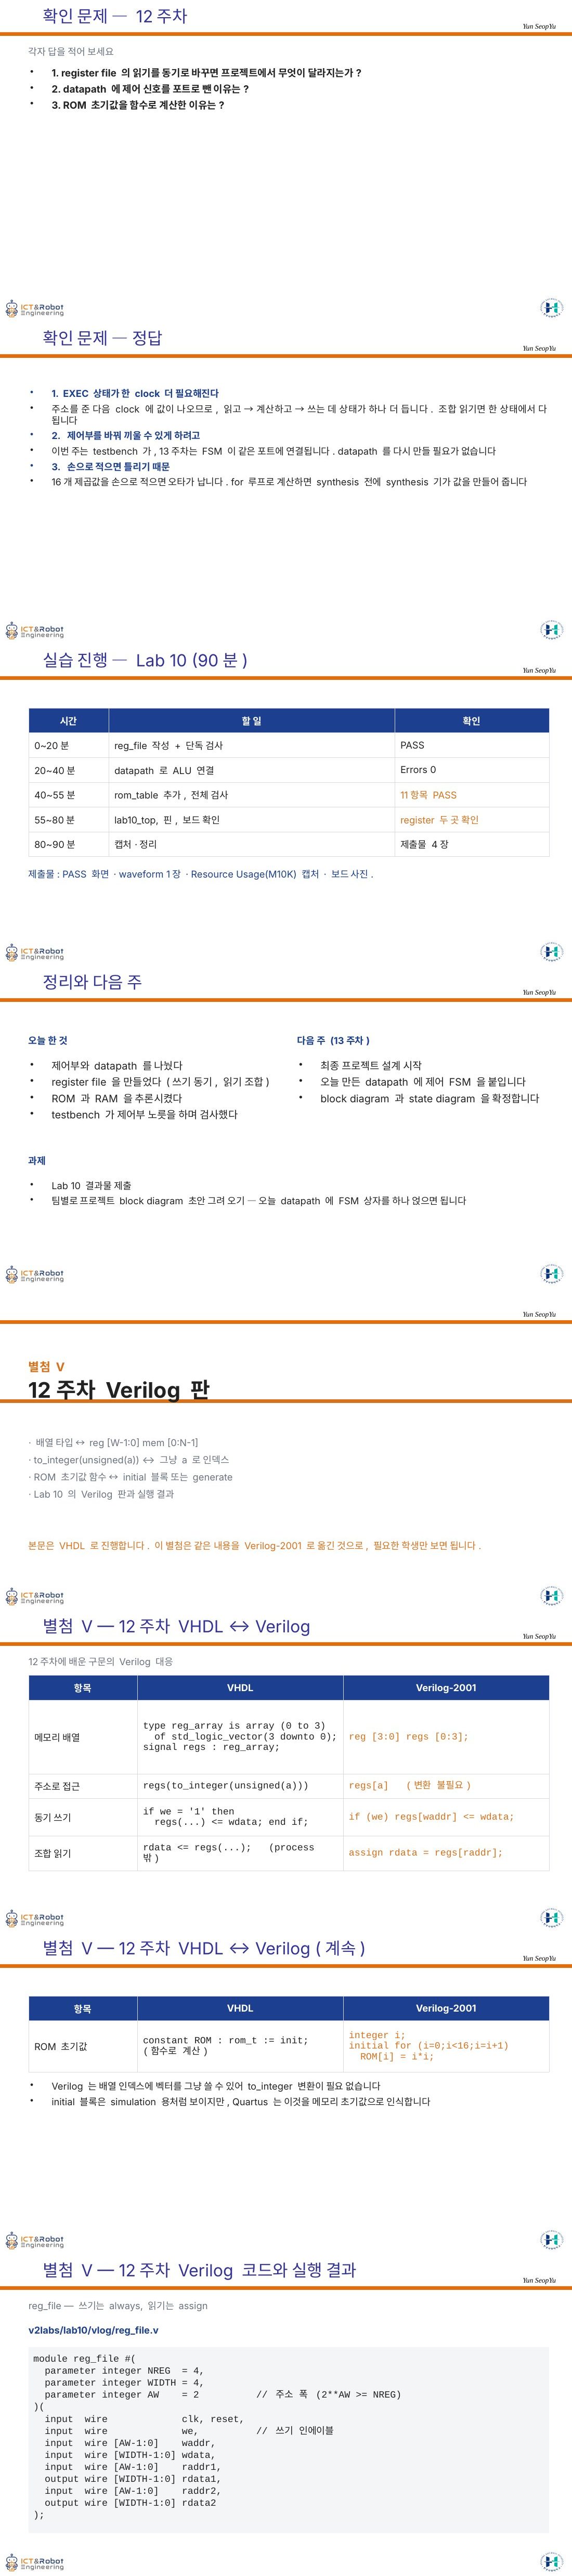 확인 문제 — 12 주차
Yun SeopYu
각자 답을 적어 보세요
• 1. register file 의 읽기를 동기로 바꾸면 프로젝트에서 무엇이 달라지는가 ?
• 2. datapath 에 제어 신호를 포트로 뺀 이유는 ?
• 3. ROM 초기값을 함수로 계산한 이유는 ?
ICT&Robot
Engineering
확인 문제 — 정답
Yun SeopYu
• 1. EXEC 상태가 한 clock 더 필요해진다
• 주소를 준 다음 clock 에 값이 나오므로 , 읽고 → 계산하고 → 쓰는 데 상태가 하나 더 듭니다 . 조합 읽기면 한 상태에서 다
됩니다
• 2. 제어부를 바꿔 끼울 수 있게 하려고
• 이번 주는 testbench 가 , 13 주차는 FSM 이 같은 포트에 연결됩니다 . datapath 를 다시 만들 필요가 없습니다
• 3. 손으로 적으면 틀리기 때문
• 16 개 제곱값을 손으로 적으면 오타가 납니다 . for 루프로 계산하면 synthesis 전에 synthesis 기가 값을 만들어 줍니다
ICT&Robot
Engineering
실습 진행 — Lab 10 (90 분 )
Yun SeopYu
시간 할 일 확인
0~20 분 reg_file 작성 + 단독 검사 PASS
20~40 분 datapath 로 ALU 연결 Errors 0
40~55 분 rom_table 추가 , 전체 검사 11 항목 PASS
55~80 분 lab10_top, 핀 , 보드 확인 register 두 곳 확인
80~90 분 캡처 · 정리 제출물 4 장
제출물 : PASS 화면 · waveform 1 장 · Resource Usage(M10K) 캡처 · 보드 사진 .
ICT&Robot
Engineering
정리와 다음 주
Yun SeopYu
오늘 한 것
• 제어부와 datapath 를 나눴다
• register file 을 만들었다 ( 쓰기 동기 , 읽기 조합 )
• ROM 과 RAM 을 추론시켰다
• testbench 가 제어부 노릇을 하며 검사했다
다음 주 (13 주차 )
• 최종 프로젝트 설계 시작
• 오늘 만든 datapath 에 제어 FSM 을 붙입니다
• block diagram 과 state diagram 을 확정합니다
과제
• Lab 10 결과물 제출
• 팀별로 프로젝트 block diagram 초안 그려 오기 — 오늘 datapath 에 FSM 상자를 하나 얹으면 됩니다
ICT&Robot
Engineering
Yun SeopYu
별첨 V
12 주차 Verilog 판
· 배열 타입 ↔ reg [W-1:0] mem [0:N-1]
· to_integer(unsigned(a)) ↔ 그냥 a 로 인덱스
· ROM 초기값 함수 ↔ initial 블록 또는 generate
· Lab 10 의 Verilog 판과 실행 결과
본문은 VHDL 로 진행합니다 . 이 별첨은 같은 내용을 Verilog-2001 로 옮긴 것으로 , 필요한 학생만 보면 됩니다 .
ICT&Robot
Engineering
별첨 V — 12 주차 VHDL ↔ Verilog
Yun SeopYu
12 주차에 배운 구문의 Verilog 대응
항목 VHDL Verilog-2001
메모리 배열
type reg_array is array (0 to 3)
of std_logic_vector(3 downto 0);
signal regs : reg_array;
reg [3:0] regs [0:3];
주소로 접근 regs(to_integer(unsigned(a))) regs[a] ( 변환 불필요 )
동기 쓰기
if we = '1' then
regs(...) <= wdata; end if;
if (we) regs[waddr] <= wdata;
조합 읽기
rdata <= regs(...); (process
밖 )
assign rdata = regs[raddr];
ICT&Robot
Engineering
별첨 V — 12 주차 VHDL ↔ Verilog ( 계속 )
Yun SeopYu
항목 VHDL Verilog-2001
ROM 초기값
constant ROM : rom_t := init;
( 함수로 계산 )
integer i;
initial for (i=0;i<16;i=i+1)
ROM[i] = i*i;
• Verilog 는 배열 인덱스에 벡터를 그냥 쓸 수 있어 to_integer 변환이 필요 없습니다
• initial 블록은 simulation 용처럼 보이지만 , Quartus 는 이것을 메모리 초기값으로 인식합니다
ICT&Robot
Engineering
별첨 V — 12 주차 Verilog 코드와 실행 결과
Yun SeopYu
reg_file — 쓰기는 always, 읽기는 assign
v2labs/lab10/vlog/reg_file.v
module reg_file #(
parameter integer NREG = 4,
parameter integer WIDTH = 4,
parameter integer AW = 2 // 주소 폭 (2**AW >= NREG)
)(
input wire clk, reset,
input wire we, // 쓰기 인에이블
input wire [AW-1:0] waddr,
input wire [WIDTH-1:0] wdata,
input wire [AW-1:0] raddr1,
output wire [WIDTH-1:0] rdata1,
input wire [AW-1:0] raddr2,
output wire [WIDTH-1:0] rdata2
);
ICT&Robot
Engineering